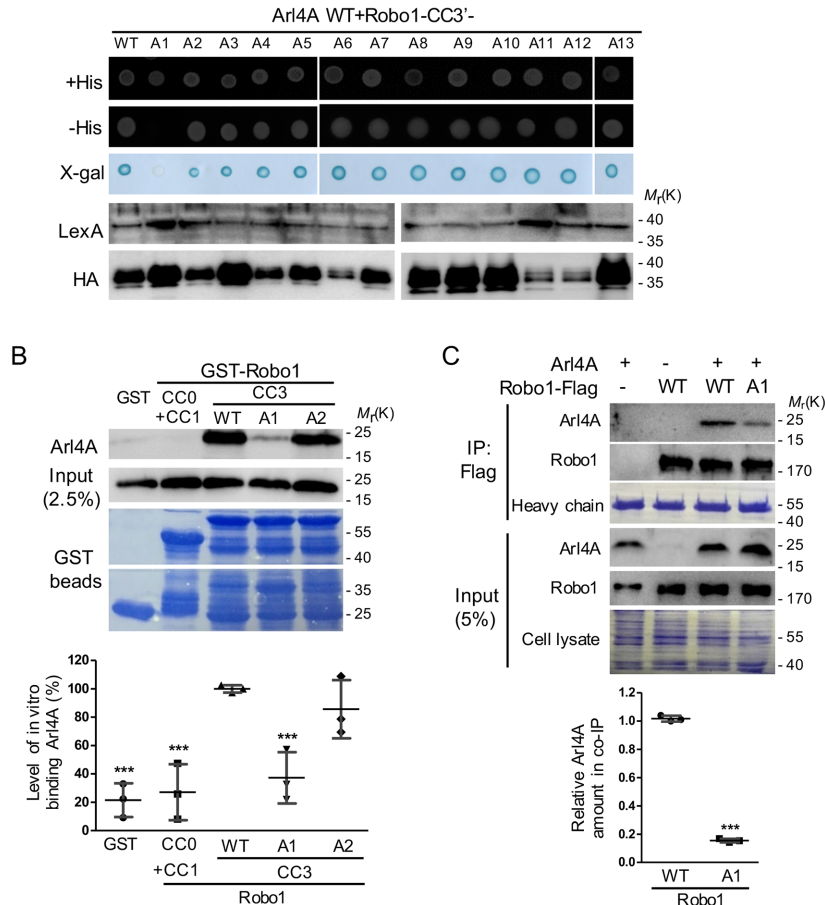 Arl4A WT+Robo1-CC3'-
WT A1 A2 A3 A4 A5 A6 A7 A8 A9 A10 A11 A12 A13
+His
-His
X-gal
Mr(K)
LexA
- 40
- 35
HA
- 40
- 35
B
GST-Robo1
GST CC0 CC3
+CC1 WT A1 A2 Mr(K)
Arl4A
- 25
- 15
Input
(2.5%)
- 25
- 15
GST
beads
- 55
- 40
- 35
- 25
120
100
80
60
40
20
0
Level of in vitro
binding Arl4A (%)
*** *** ***
GST CC0 WT A1 A2
+CC1 CC3
Robo1
C
Arl4A + - + +
Robo1-Flag - WT WT A1
Mr(K)
IP:
Flag
Arl4A - 25
- 15
Robo1 - 170
Heavy chain - 55
- 40
Input
(5%)
Arl4A - 25
- 15
Robo1 - 170
Cell lysate - 55
- 40
1.2
1.0
0.8
0.6
0.4
0.2
0.0
Relative Arl4A
amount in co-IP
***
WT A1
Robo1